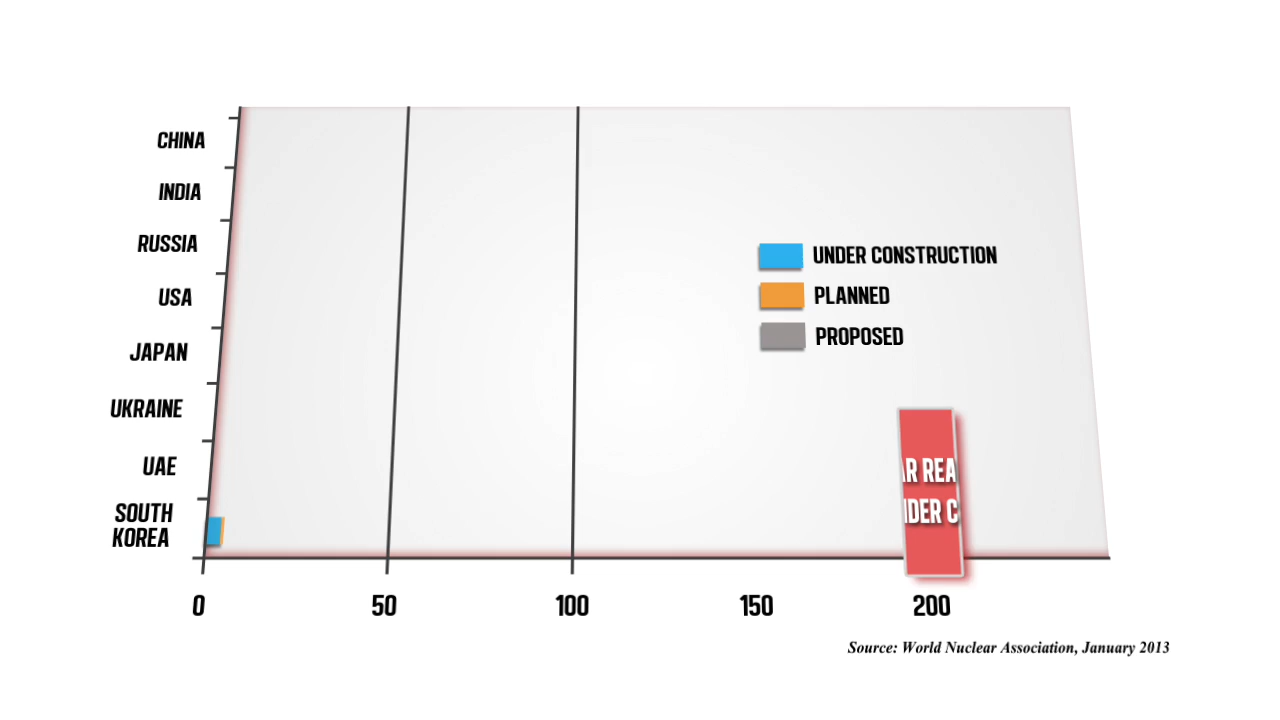 CHINA
INDIA
RUSSIA
USA
JAPAN
UKRAINE
UAE
SOUTH
KOREA
UNDER CONSTRUCTION
PLANNED
PROPOSED
0 50 100 150 200
Source: World Nuclear Association, January 2013